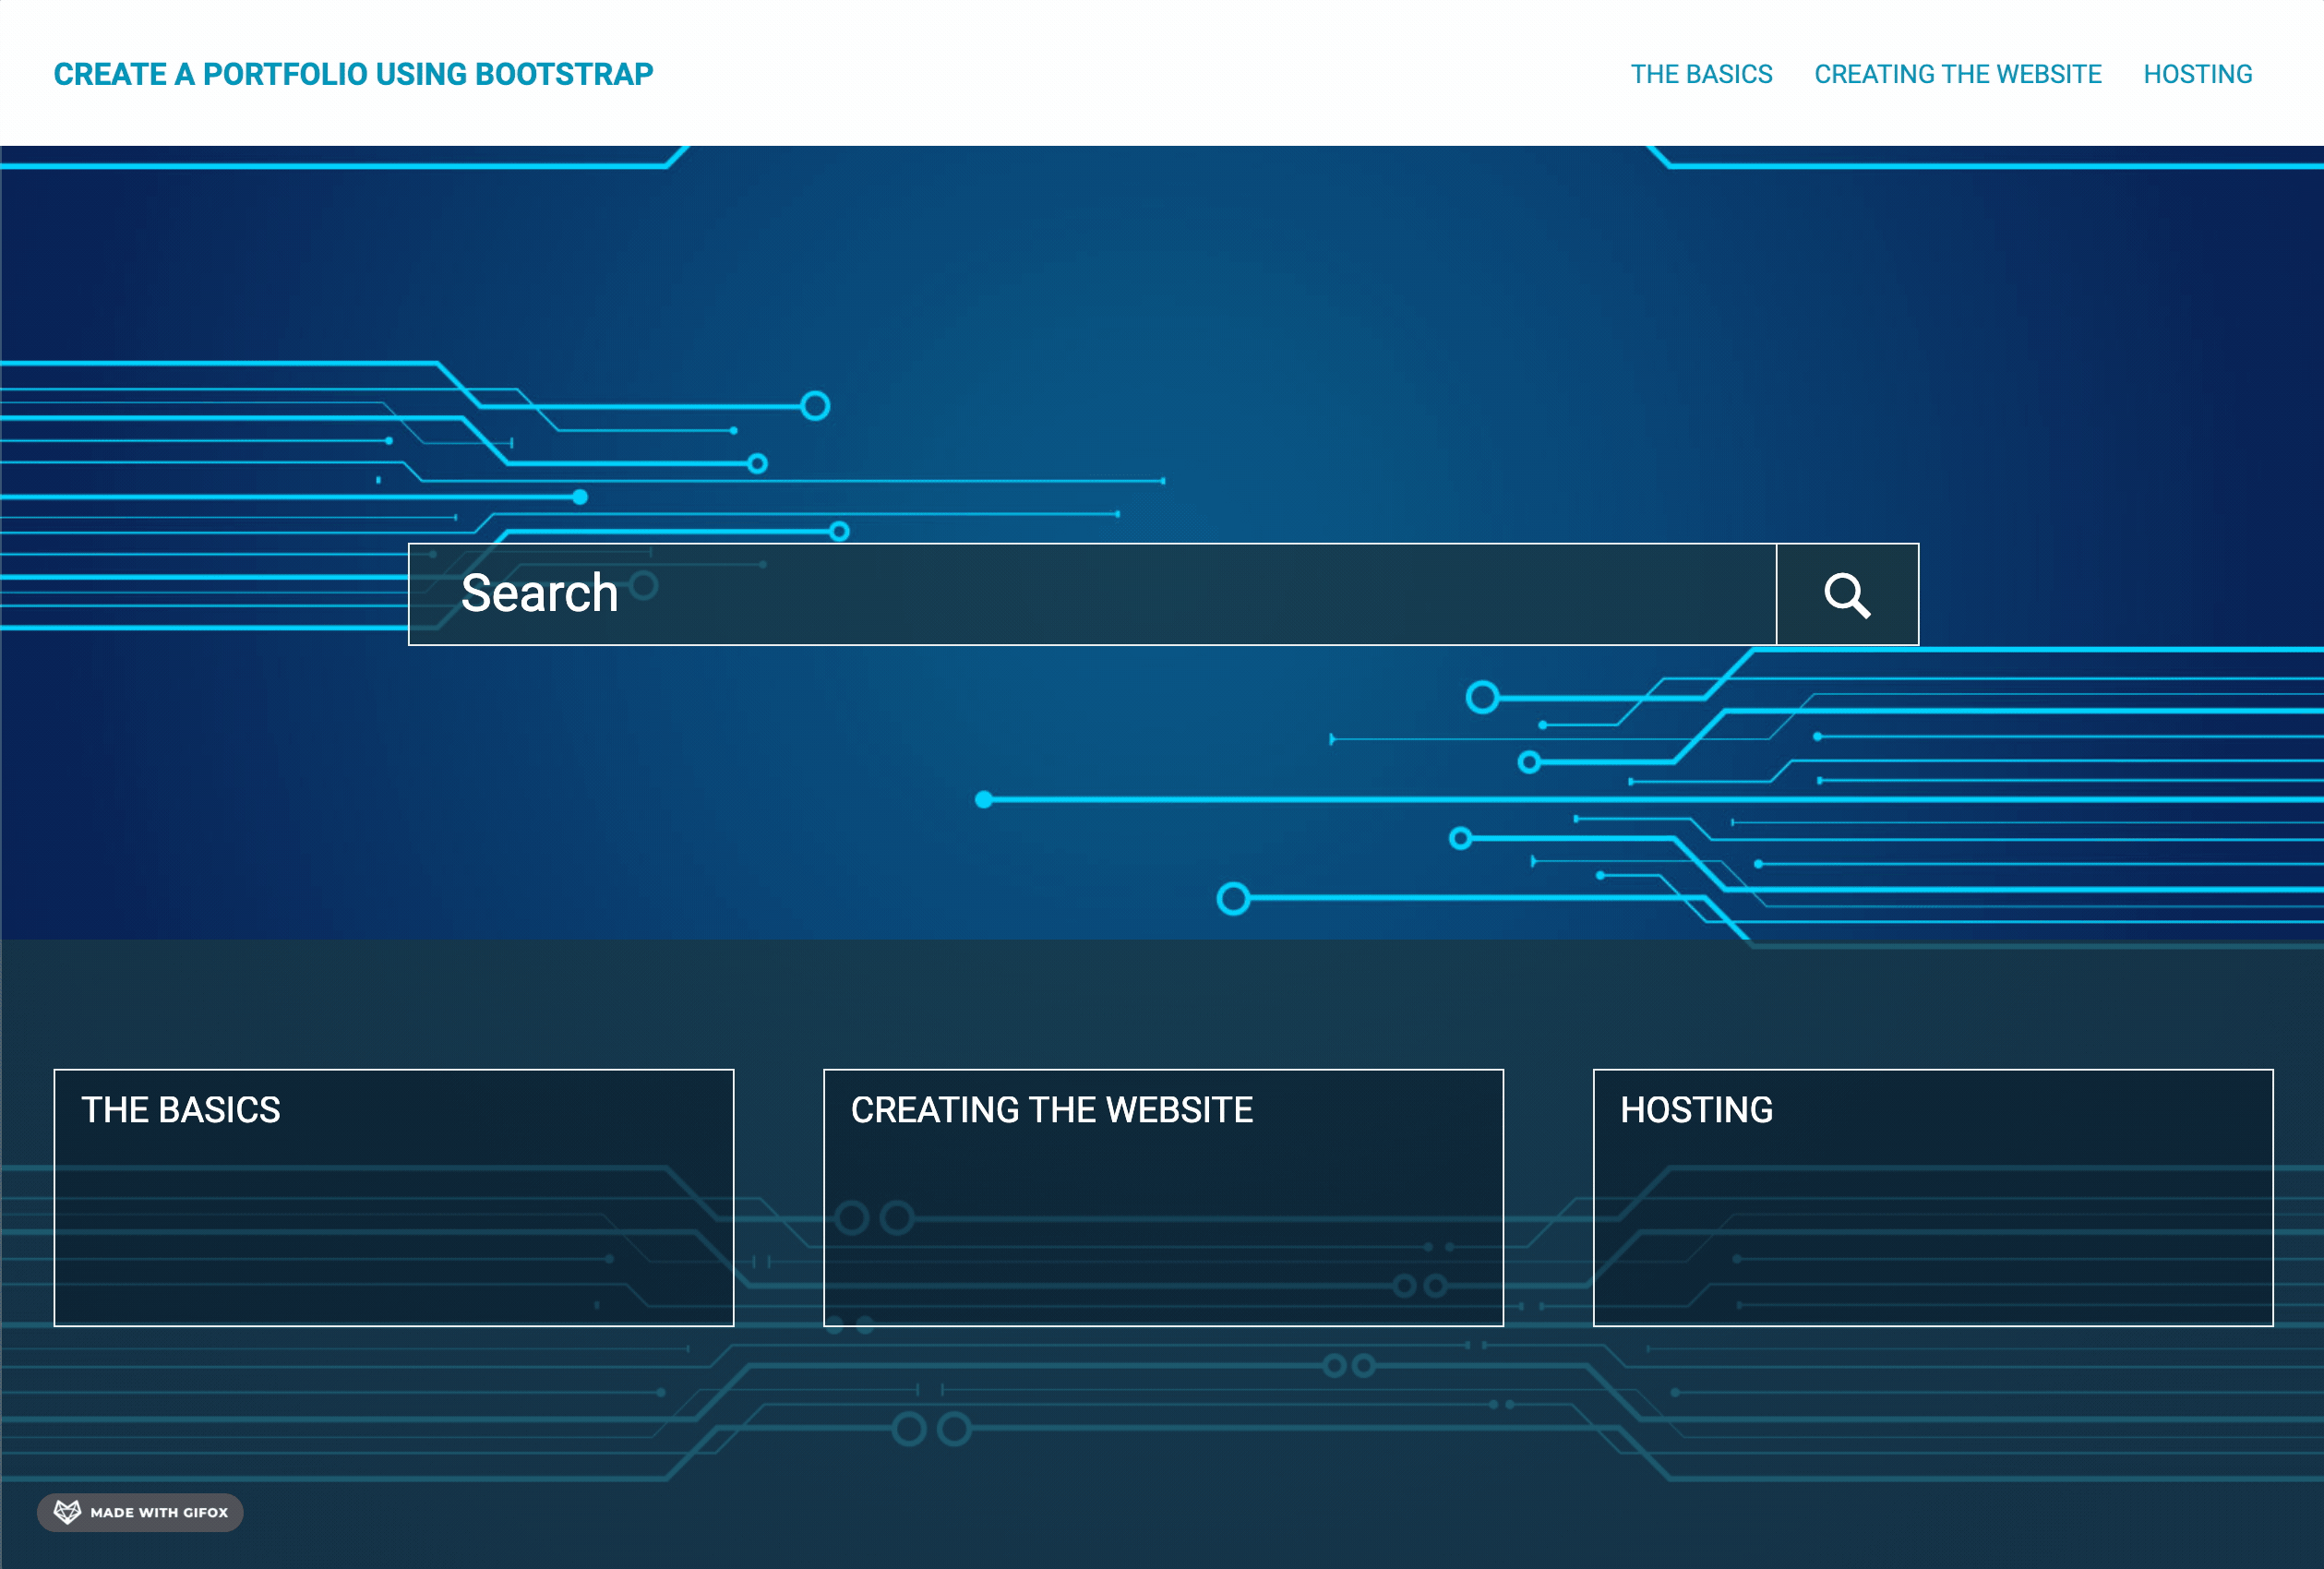 CREATE A PORTFOLIO USING BOOTSTRAP
THE BASICS
CREATING THE WEBSITE
HOSTING
Search
THE BASICS
CREATING THE WEBSITE
HOSTING
MADE WITH GIFOX